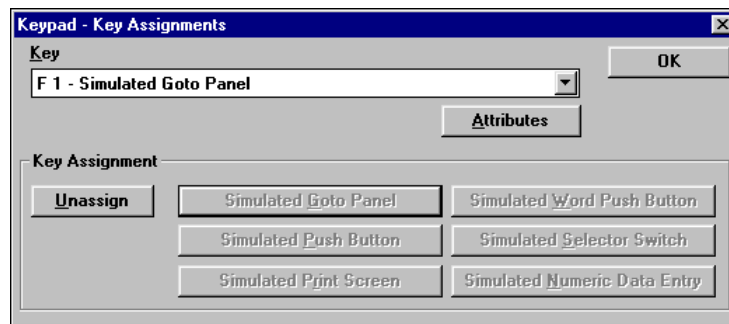 Keypad - Key Assignments
Key
OK
F 1 - Simulated Goto Panel
Attributes
Key Assignment
Unassign
Simulated Goto Panel
Simulated Word Push Button
Simulated Push Button
Simulated Selector Switch
Simulated Print Screen
Simulated Numeric Data Entry